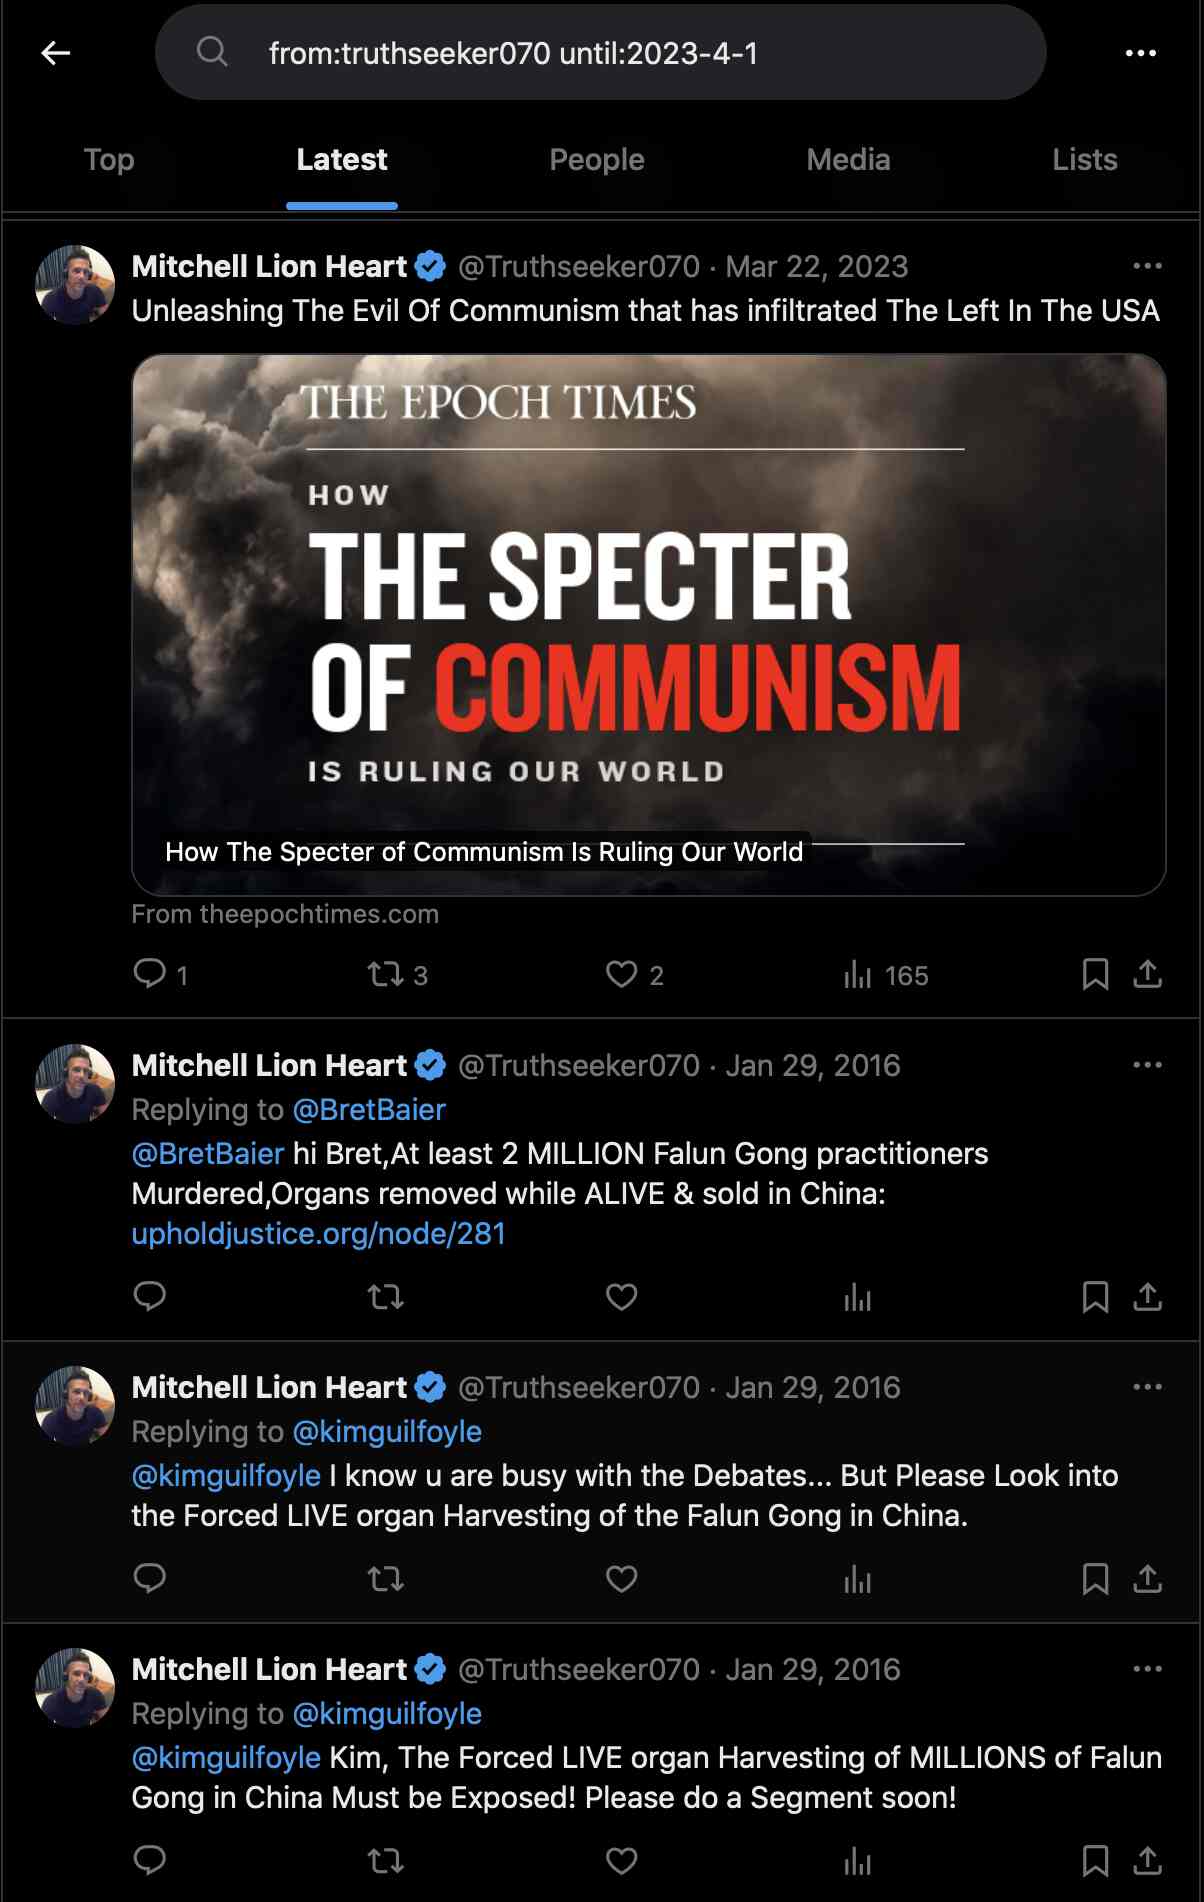 from:truthseeker070 until:2023-4-1
Top Latest People Media Lists
Mitchell Lion Heart @Truthseeker070 · Mar 22, 2023
Unleashing The Evil Of Communism that has infiltrated The Left In The USA
THE EPOCH TIMES
HOW
THE SPECTER
OF COMMUNISM
IS RULING OUR WORLD
How The Specter of Communism Is Ruling Our World
From theepochtimes.com
1 3 2 165
Mitchell Lion Heart @Truthseeker070 · Jan 29, 2016
Replying to @BretBaier
@BretBaier hi Bret,At least 2 MILLION Falun Gong practitioners
Murdered,Organs removed while ALIVE & sold in China:
upholdjustice.org/node/281
Mitchell Lion Heart @Truthseeker070 · Jan 29, 2016
Replying to @kimguilfoyle
@kimguilfoyle I know u are busy with the Debates... But Please Look into
the Forced LIVE organ Harvesting of the Falun Gong in China.
Mitchell Lion Heart @Truthseeker070 · Jan 29, 2016
Replying to @kimguilfoyle
@kimguilfoyle Kim, The Forced LIVE organ Harvesting of MILLIONS of Falun
Gong in China Must be Exposed! Please do a Segment soon!